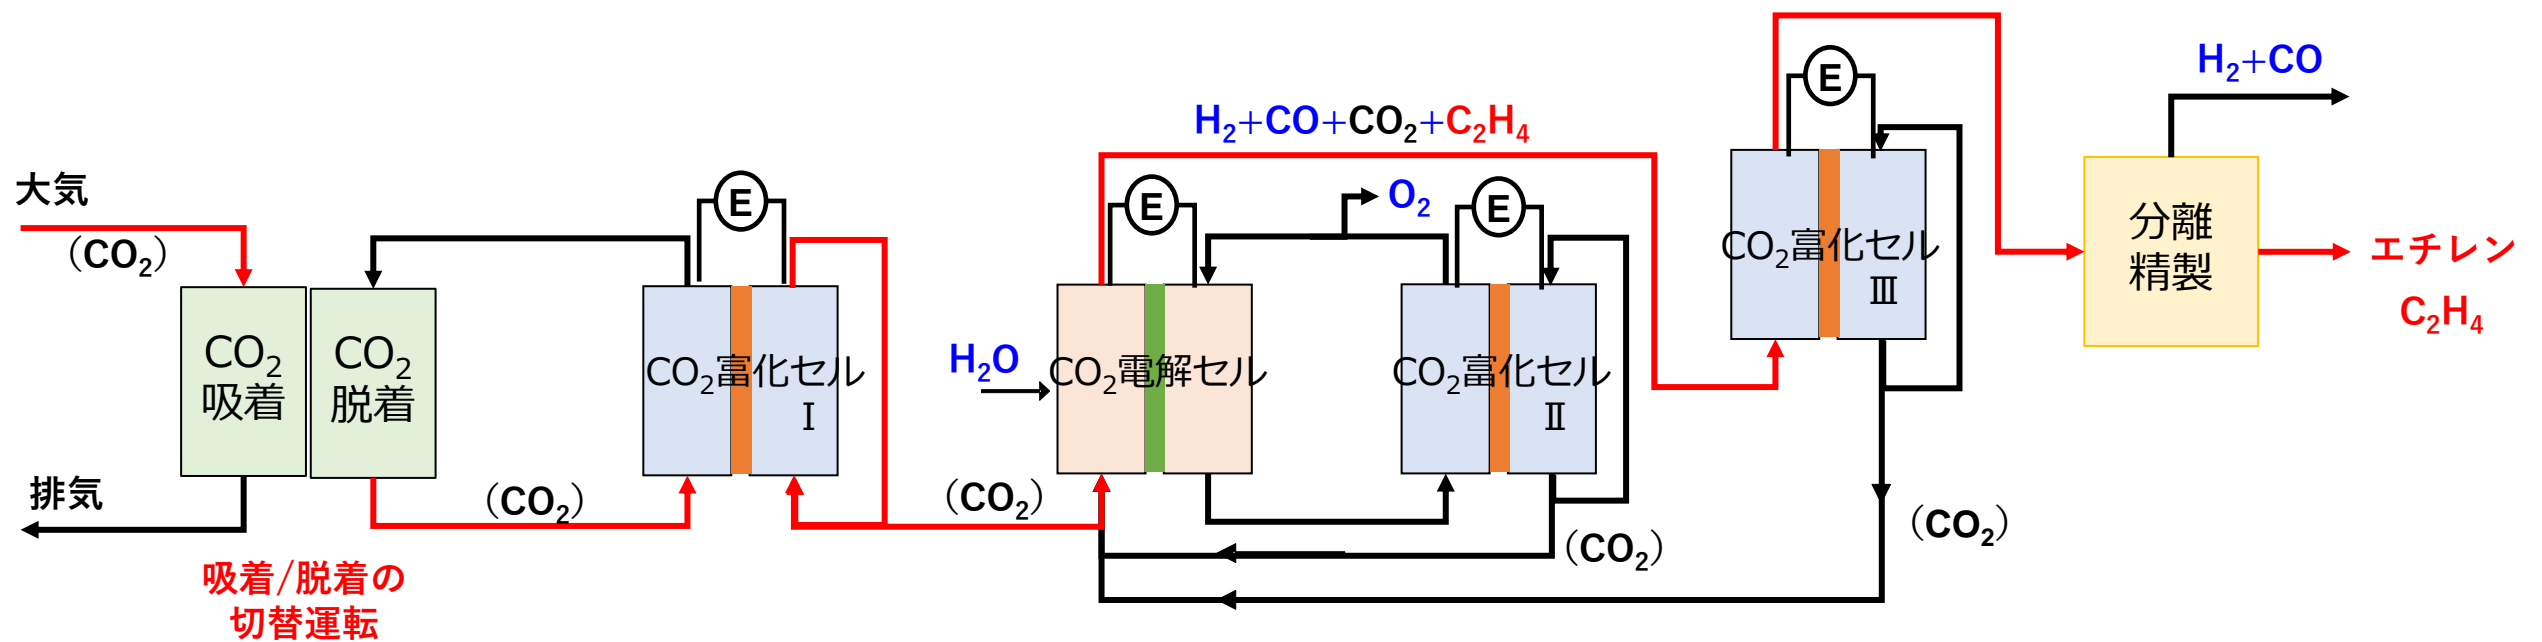 大気
（CO₂）
CO₂
吸着
CO₂
脱着
排気
（CO₂）
吸着/脱着の
切替運転
E
CO₂富化セル
Ⅰ
H₂O
（CO₂）
H₂+CO+CO₂+C₂H₄
E
CO₂電解セル
O₂
E
CO₂富化セル
Ⅱ
（CO₂）
E
CO₂富化セル
Ⅲ
（CO₂）
H₂+CO
分離
精製
エチレン
C₂H₄